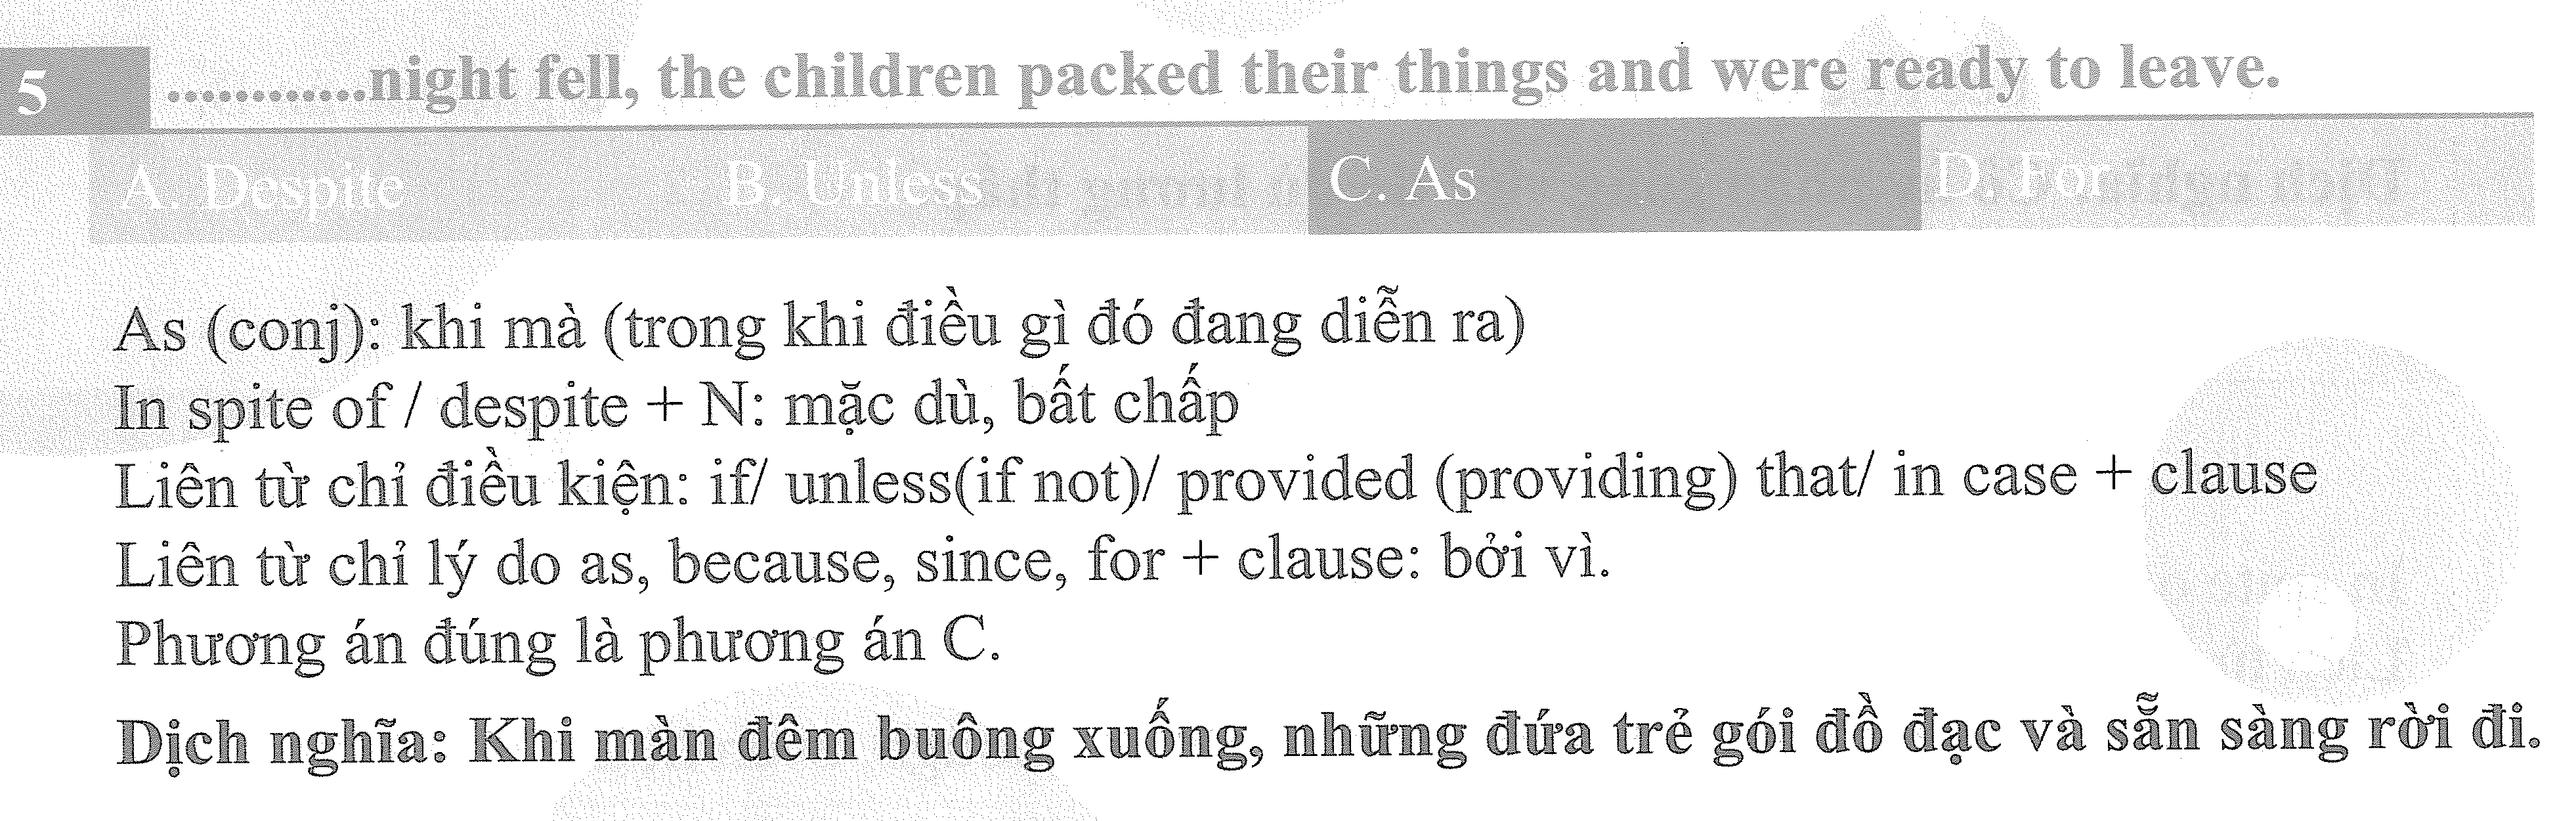 5 ............night fell, the children packed their things and were ready to leave.
A. Despite B. Unless C. As D. For
As (conj): khi mà (trong khi điều gì đó đang diễn ra)
In spite of / despite + N: mặc dù, bất chấp
Liên từ chỉ điều kiện: if/ unless(if not)/ provided (providing) that/ in case + clause
Liên từ chỉ lý do as, because, since, for + clause: bởi vì.
Phương án đúng là phương án C.
Dịch nghĩa: Khi màn đêm buông xuống, những đứa trẻ gói đồ đạc và sẵn sàng rời đi.